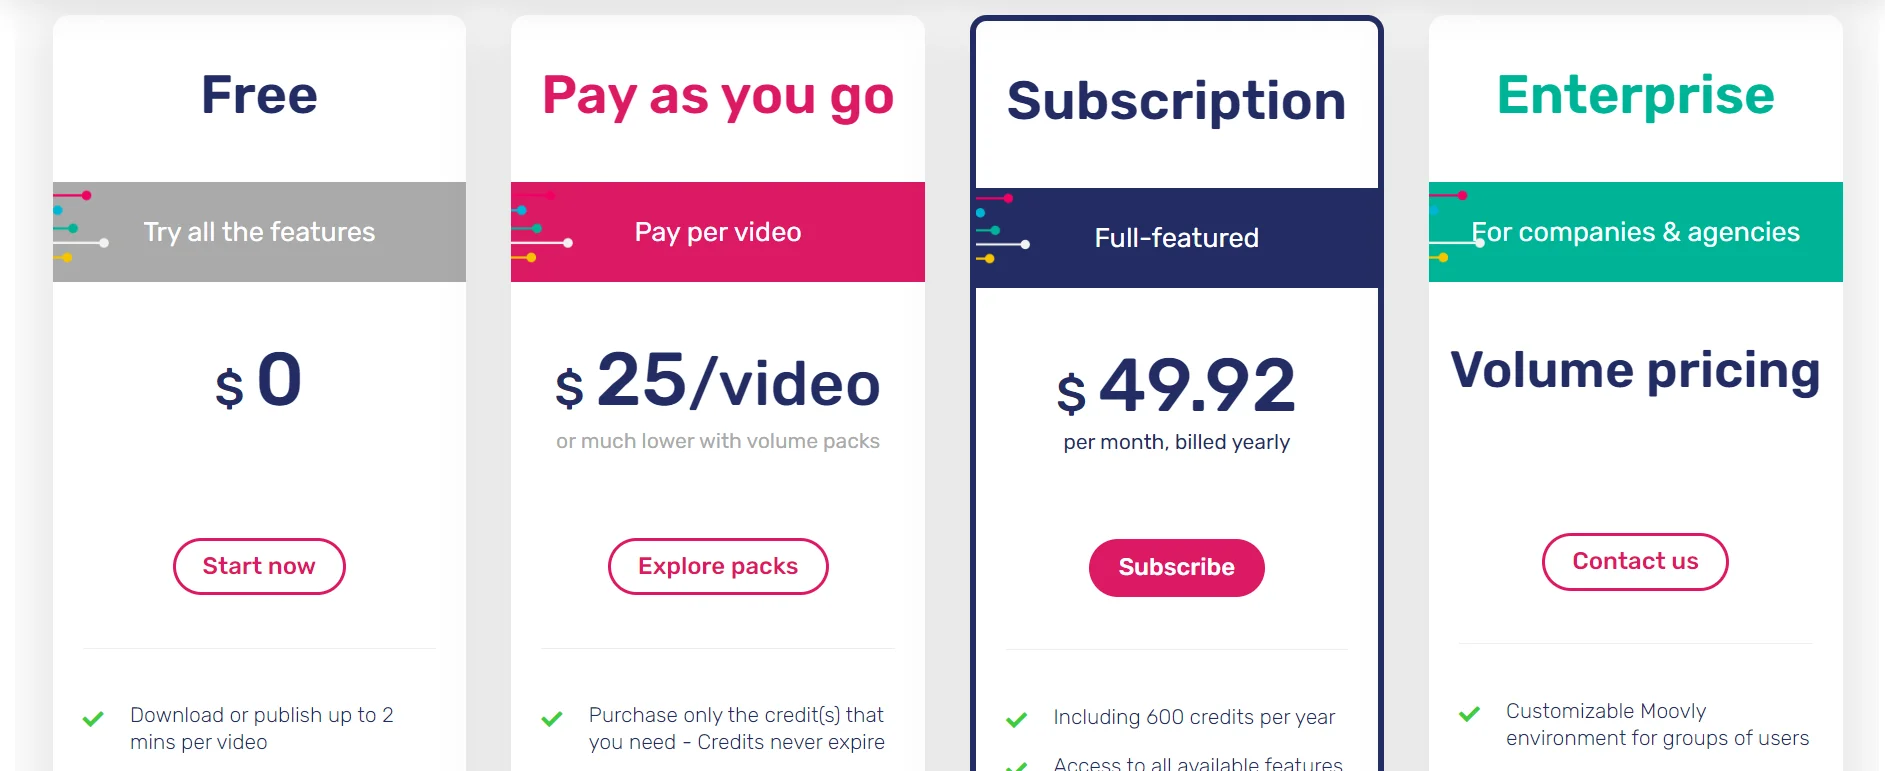 Free
Try all the features
$ 0
Start now
Download or publish up to 2
mins per video
Pay as you go
Pay per video
$ 25/video
or much lower with volume packs
Explore packs
Purchase only the credit(s) that
you need - Credits never expire
Subscription
Full-featured
$ 49.92
per month, billed yearly
Subscribe
Including 600 credits per year
Access to all available features
Enterprise
For companies & agencies
Volume pricing
Contact us
Customizable Moovly
environment for groups of users